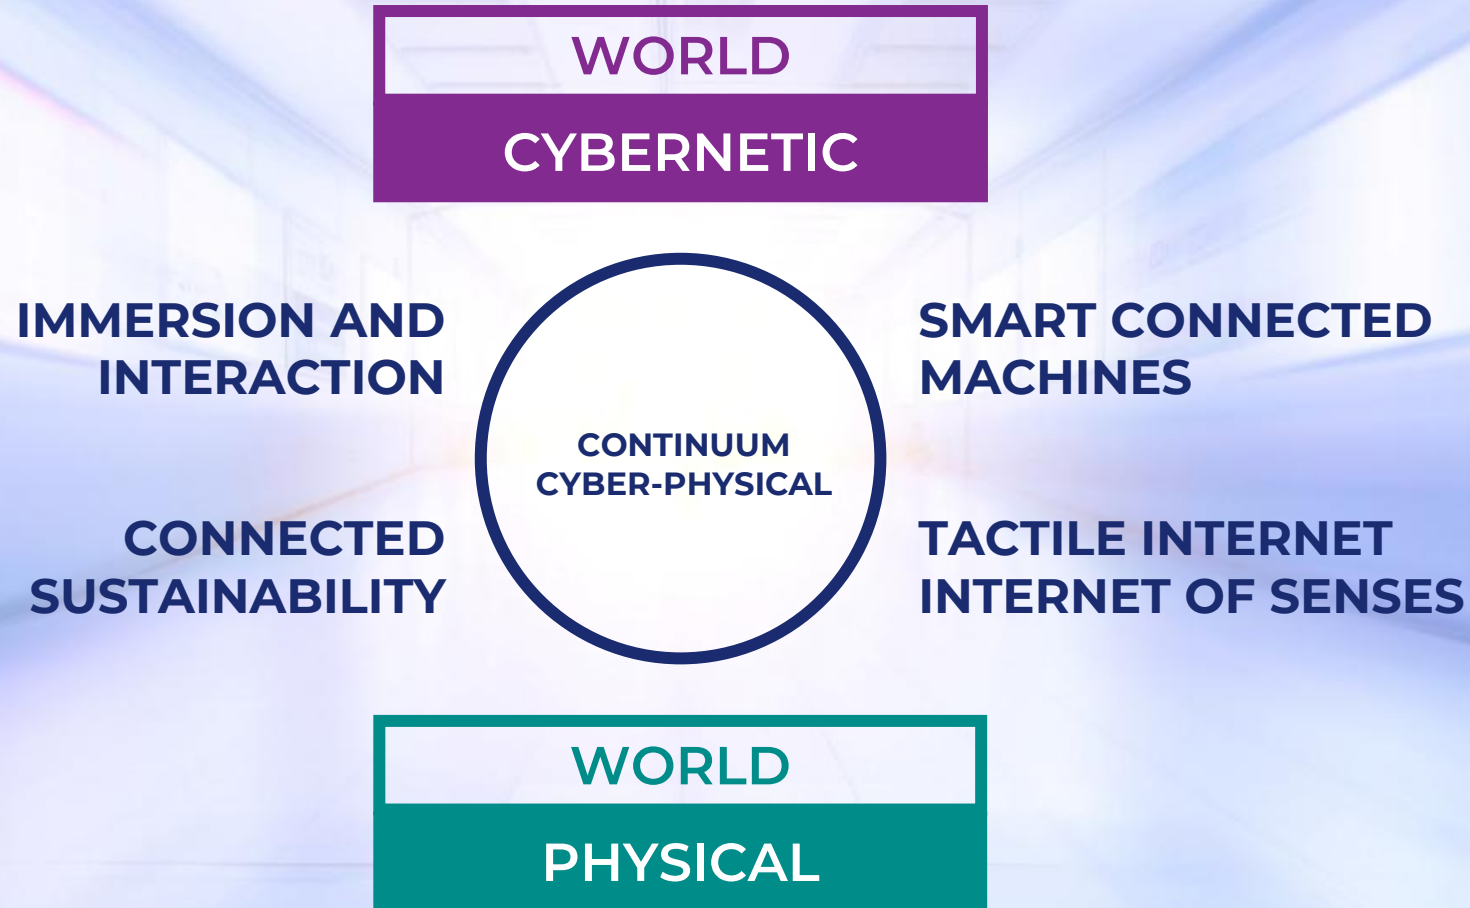 WORLD
CYBERNETIC
IMMERSION AND
INTERACTION
SMART CONNECTED
MACHINES
CONTINUUM
CYBER-PHYSICAL
CONNECTED
SUSTAINABILITY
TACTILE INTERNET
INTERNET OF SENSES
WORLD
PHYSICAL